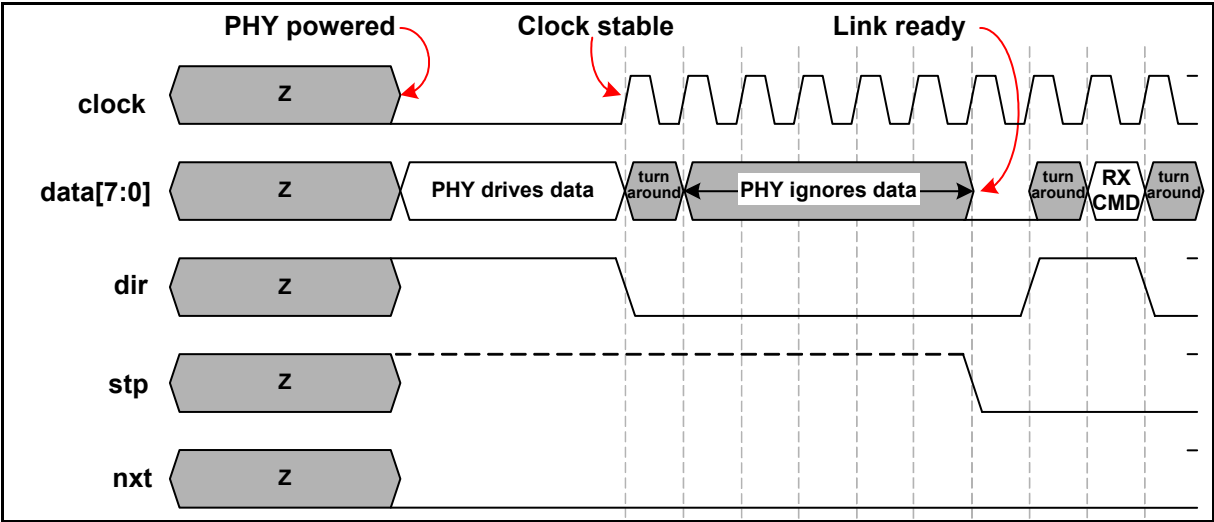 PHY powered
Clock stable
Link ready
clock
Z
data[7:0]
Z
PHY drives data
turn
around
PHY ignores data
turn
around
RX
CMD
turn
around
dir
Z
stp
Z
nxt
Z